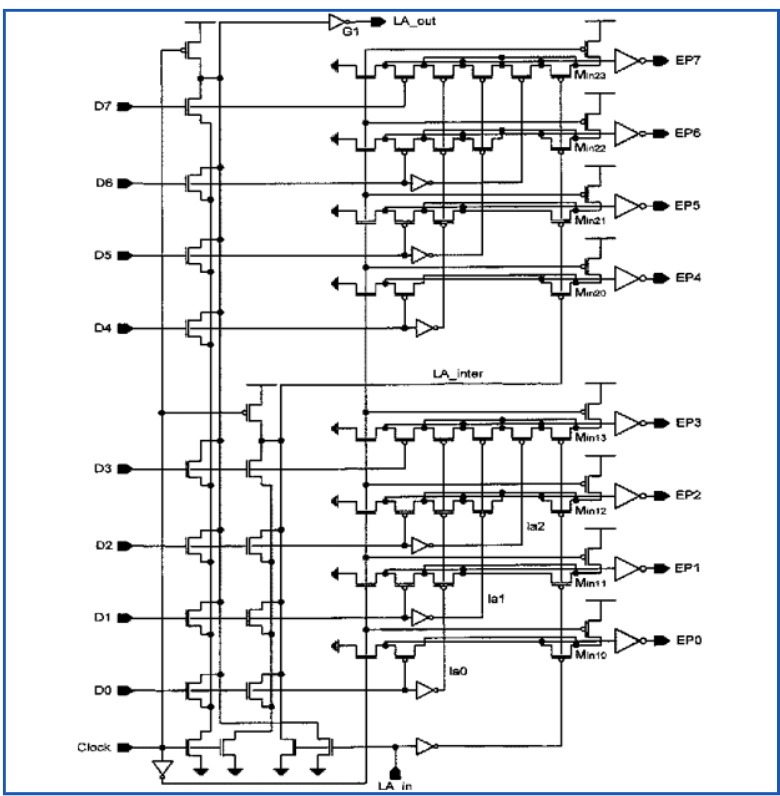 LA_out
G1
EP7
Min23
D7
EP6
Min22
D6
EP5
Min21
D5
EP4
Min20
D4
LA_inter
EP3
Min13
D3
EP2
Min12
la2
D2
EP1
Min11
la1
D1
EP0
Min10
la0
D0
Clock
LA_in